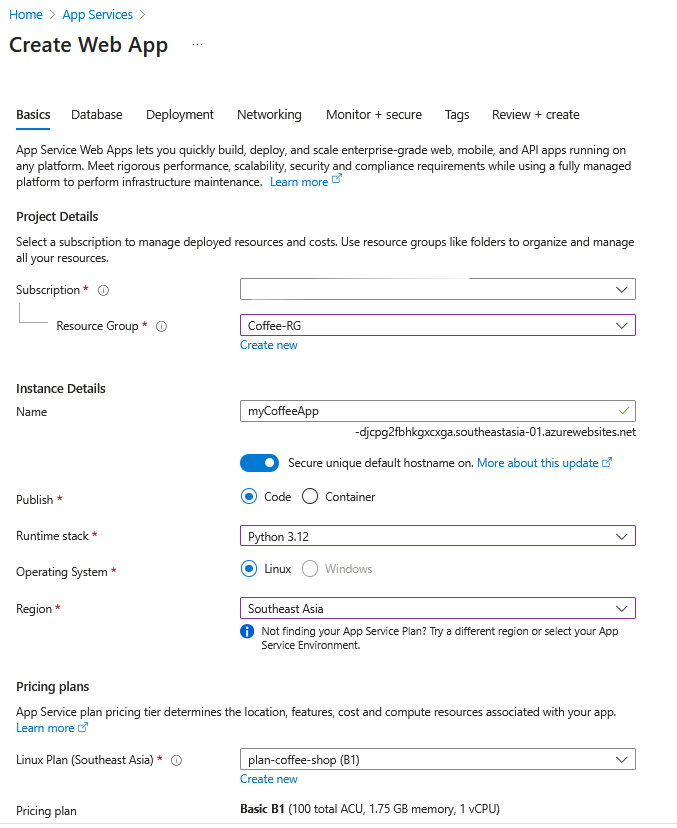 Home > App Services >
Create Web App ...
Basics Database Deployment Networking Monitor + secure Tags Review + create
App Service Web Apps lets you quickly build, deploy, and scale enterprise-grade web, mobile, and API apps running on
any platform. Meet rigorous performance, scalability, security and compliance requirements while using a fully managed
platform to perform infrastructure maintenance. Learn more
Project Details
Select a subscription to manage deployed resources and costs. Use resource groups like folders to organize and manage
all your resources.
Subscription *
Resource Group * Coffee-RG
Create new
Instance Details
Name myCoffeeApp
-djcpg2fbhkgxcxga.southeastasia-01.azurewebsites.net
Secure unique default hostname on. More about this update
Publish * Code Container
Runtime stack * Python 3.12
Operating System * Linux Windows
Region * Southeast Asia
Not finding your App Service Plan? Try a different region or select your App
Service Environment.
Pricing plans
App Service plan pricing tier determines the location, features, cost and compute resources associated with your app.
Learn more
Linux Plan (Southeast Asia) * plan-coffee-shop (B1)
Create new
Pricing plan Basic B1 (100 total ACU, 1.75 GB memory, 1 vCPU)